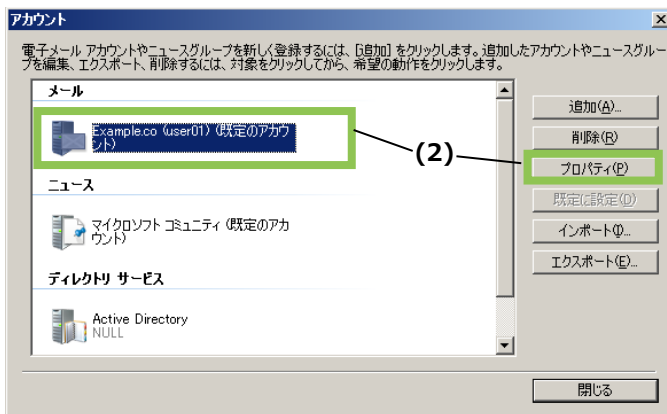 アカウント
電子メール アカウントやニュースグループを新しく登録するには、[追加] をクリックします。追加したアカウントやニュースグルー
プを編集、エクスポート、削除するには、対象をクリックしてから、希望の動作をクリックします。
メール
Example.co (user01) (既定のアカウ
ント)
ニュース
マイクロソフト コミュニティ (既定のアカ
ウント)
ディレクトリ サービス
Active Directory
NULL
(2)
追加(A)...
削除(R)
プロパティ(P)
既定に設定(D)
インポート(I)...
エクスポート(E)...
閉じる